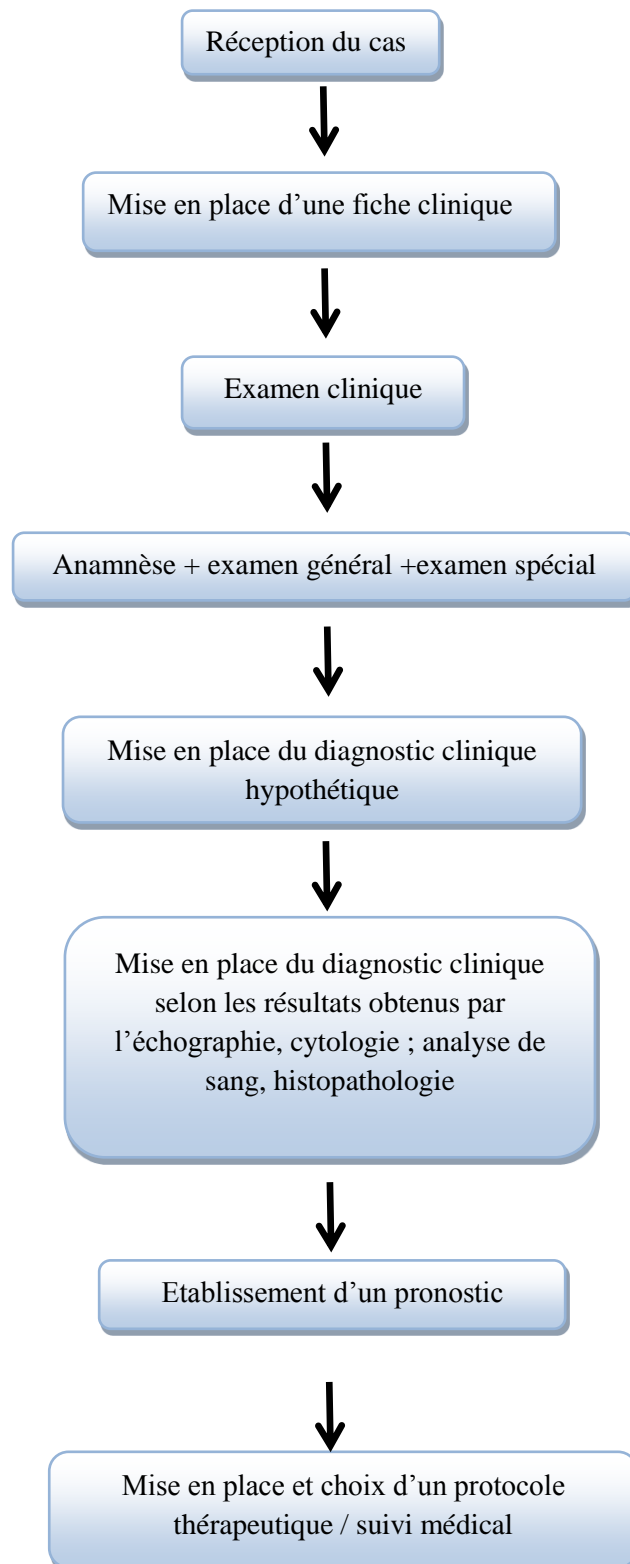 Réception du cas
Mise en place d’une fiche clinique
Examen clinique
Anamnèse + examen général +examen spécial
Mise en place du diagnostic clinique
hypothétique
Mise en place du diagnostic clinique
selon les résultats obtenus par
l’échographie, cytologie ; analyse de
sang, histopathologie
Etablissement d’un pronostic
Mise en place et choix d’un protocole
thérapeutique / suivi médical